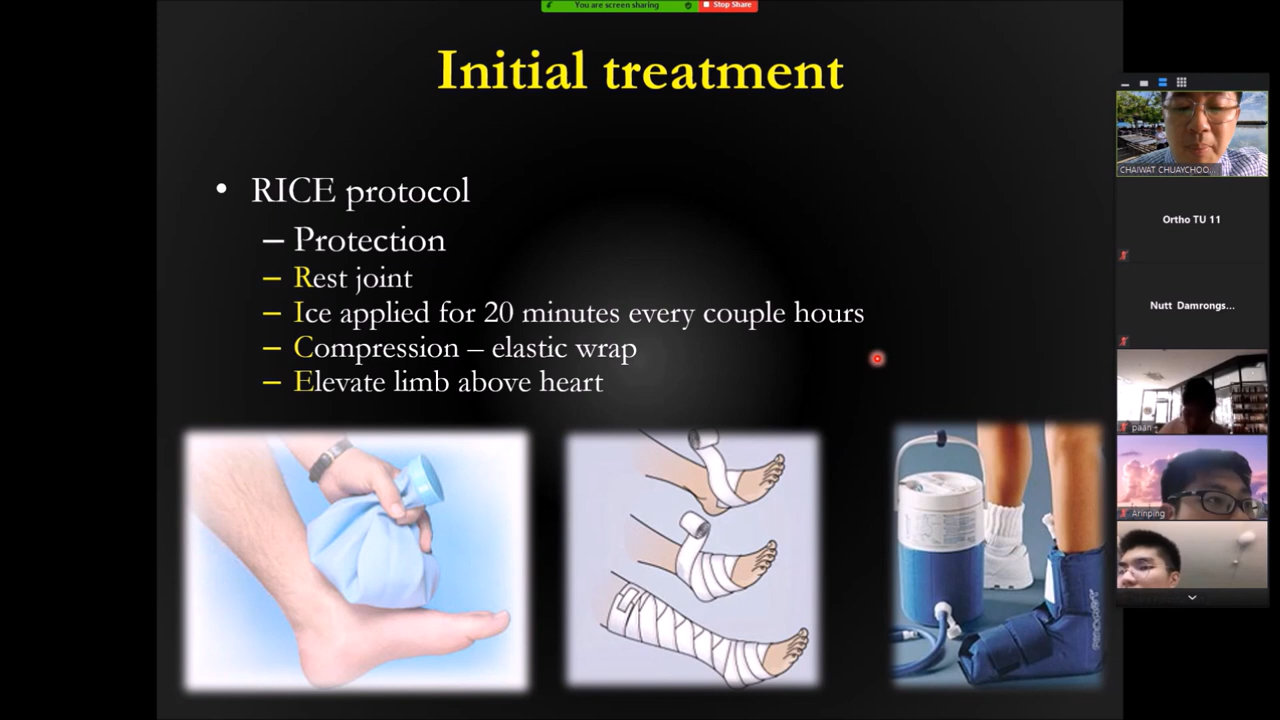 You are screen sharing
Stop Share
Initial treatment
• RICE protocol
– Protection
– Rest joint
– Ice applied for 20 minutes every couple hours
– Compression – elastic wrap
– Elevate limb above heart
CHAIWAT CHUAYCHOO...
Ortho TU 11
Nutt Damrongs...
paan
Arinping